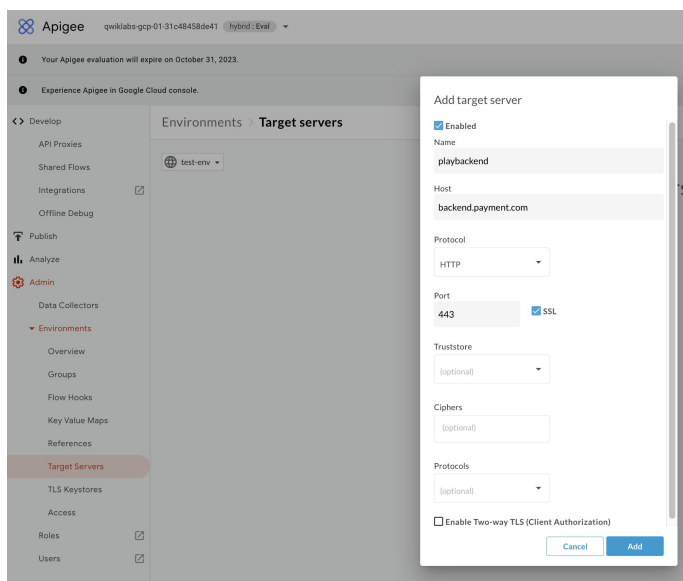 Apigee
qwiklabs-gcp-01-31c48458de41 hybrid : Eval
Your Apigee evaluation will expire on October 31, 2023.
Experience Apigee in Google Cloud console.
Develop
API Proxies
Shared Flows
Integrations
Offline Debug
Publish
Analyze
Admin
Data Collectors
Environments
Overview
Groups
Flow Hooks
Key Value Maps
References
Target Servers
TLS Keystores
Access
Roles
Users
Environments > Target servers
test-env
Add target server
Enabled
Name
playbackend
Host
backend.payment.com
Protocol
HTTP
Port
443 SSL
Truststore
(optional)
Ciphers
(optional)
Protocols
(optional)
Enable Two-way TLS (Client Authorization)
Cancel Add